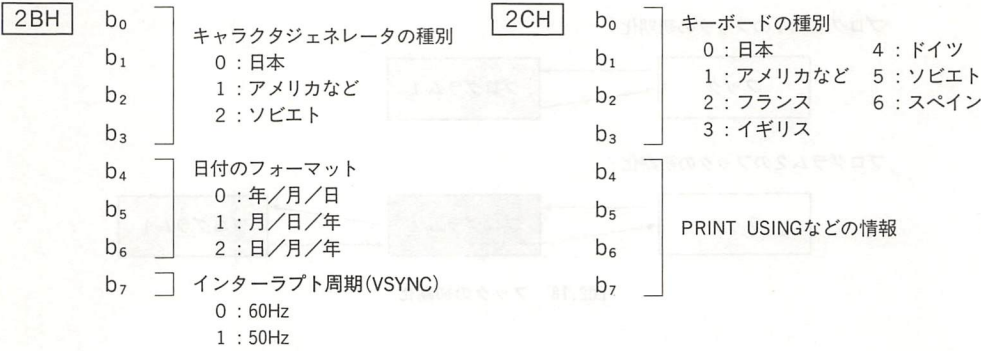 2BH
b₀
b₁
b₂
b₃
キャラクタジェネレータの種別
0：日本
1：アメリカなど
2：ソビエト
b₄
b₅
b₆
日付のフォーマット
0：年／月／日
1：月／日／年
2：日／月／年
b₇
インターラプト周期(VSYNC)
0：60Hz
1：50Hz
2CH
b₀
b₁
b₂
b₃
キーボードの種別
0：日本 4：ドイツ
1：アメリカなど 5：ソビエト
2：フランス 6：スペイン
3：イギリス
b₄
b₅
b₆
b₇
PRINT USINGなどの情報